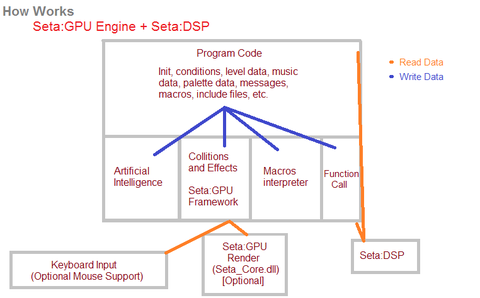 How Works
Seta:GPU Engine + Seta:DSP
Program Code
Init, conditions, level data, music
data, palette data, messages,
macros, include files, etc.
Read Data
Write Data
Artificial
Intelligence
Collitions
and Effects
Seta:GPU
Framework
Macros
interpreter
Function
Call
Keyboard Input
(Optional Mouse Support)
Seta:GPU
Render
(Seta_Core.dll)
[Optional]
Seta:DSP